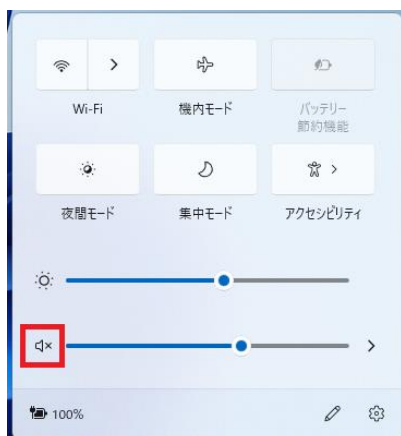 Wi-Fi
機内モード
バッテリー
節約機能
夜間モード
集中モード
アクセシビリティ
100%